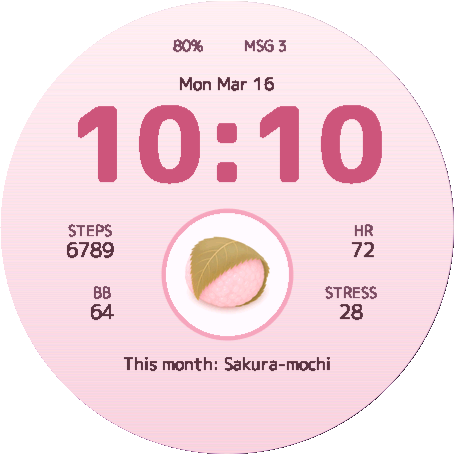 80% MSG 3
Mon Mar 16
10:10
STEPS HR
6789 72
BB STRESS
64 28
This month: Sakura-mochi